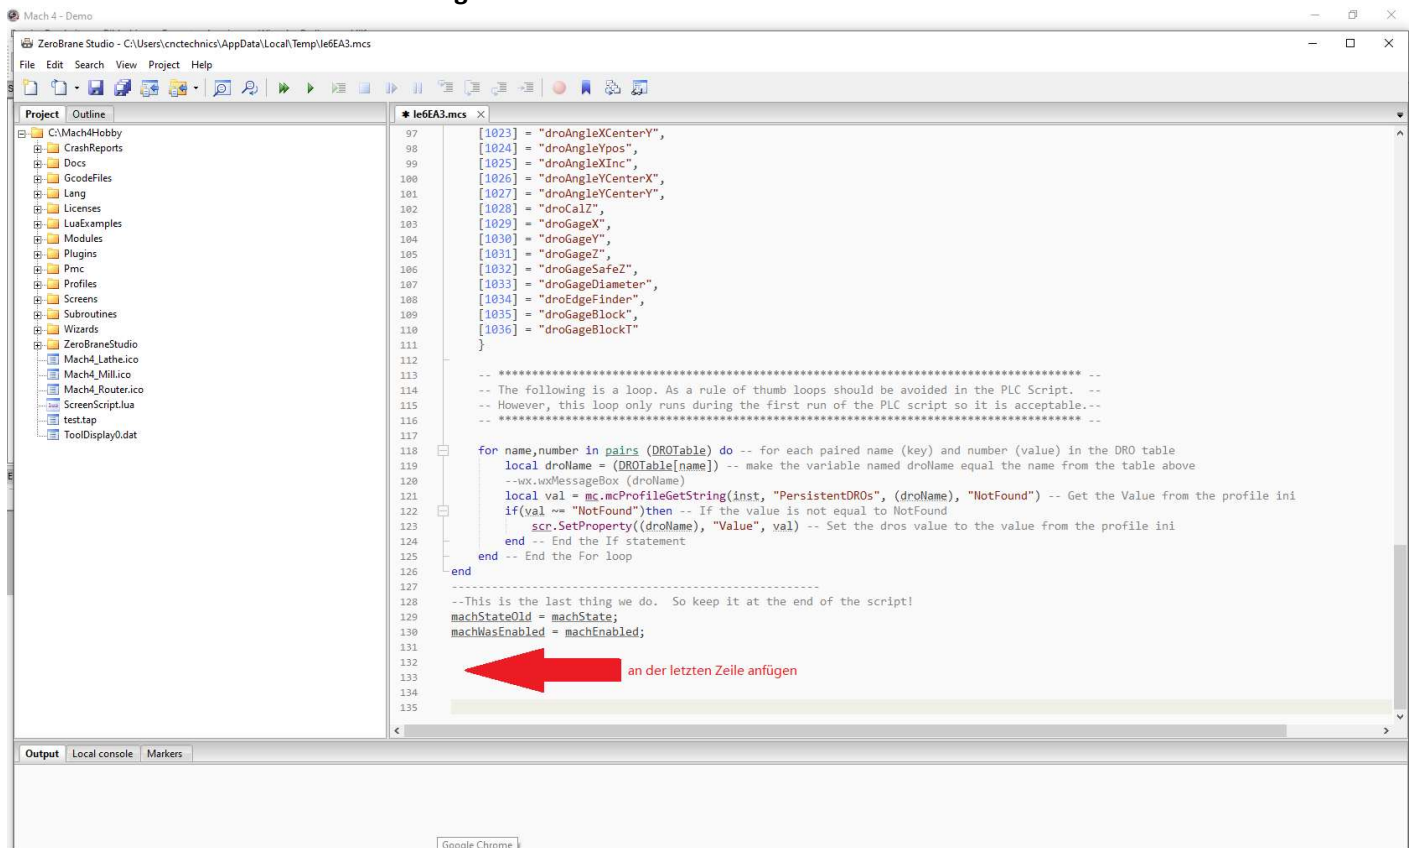 g
Mach 4 - Demo
ZeroBrane Studio - C:\Users\cnctechnics\AppData\Local\Temp\le6EA3.mcs
File Edit Search View Project Help
Project Outline
le6EA3.mcs
C:\Mach4Hobby
CrashReports
Docs
GcodeFiles
Lang
Licenses
LuaExamples
Modules
Plugins
Pmc
Profiles
Screens
Subroutines
Wizards
ZeroBraneStudio
Mach4_Lathe.ico
Mach4_Mill.ico
Mach4_Router.ico
ScreenScript.lua
test.tap
ToolDisplay0.dat
97 [1023] = "droAngleXCenterY",
98 [1024] = "droAngleYpos",
99 [1025] = "droAngleXInc",
100 [1026] = "droAngleYCenterX",
101 [1027] = "droAngleYCenterY",
102 [1028] = "droCalZ",
103 [1029] = "droGageX",
104 [1030] = "droGageY",
105 [1031] = "droGageZ",
106 [1032] = "droGageSafeZ",
107 [1033] = "droGageDiameter",
108 [1034] = "droEdgeFinder",
109 [1035] = "droGageBlock",
110 [1036] = "droGageBlockT"
111 }
112
113 -- ******************************************************************************* --
114 -- The following is a loop. As a rule of thumb loops should be avoided in the PLC Script. --
115 -- However, this loop only runs during the first run of the PLC script so it is acceptable.--
116 -- ******************************************************************************* --
117
118 for name,number in pairs (DROTable) do -- for each paired name (key) and number (value) in the DRO table
119 local droName = (DROTable[name]) -- make the variable named droName equal the name from the table above
120 --wx.wxMessageBox (droName)
121 local val = mc.mcProfileGetString(inst, "PersistentDROs", (droName), "NotFound") -- Get the Value from the profile ini
122 if(val ~= "NotFound")then -- If the value is not equal to NotFound
123 scr.SetProperty((droName), "Value", val) -- Set the dros value to the value from the profile ini
124 end -- End the If statement
125 end -- End the For loop
126 end
127 -------------------------------------------------------
128 --This is the last thing we do.  So keep it at the end of the script!
129 machStateOld = machState;
130 machWasEnabled = machEnabled;
131
132
133
134
135
an der letzten Zeile anfügen
Output Local console Markers
Google Chrome